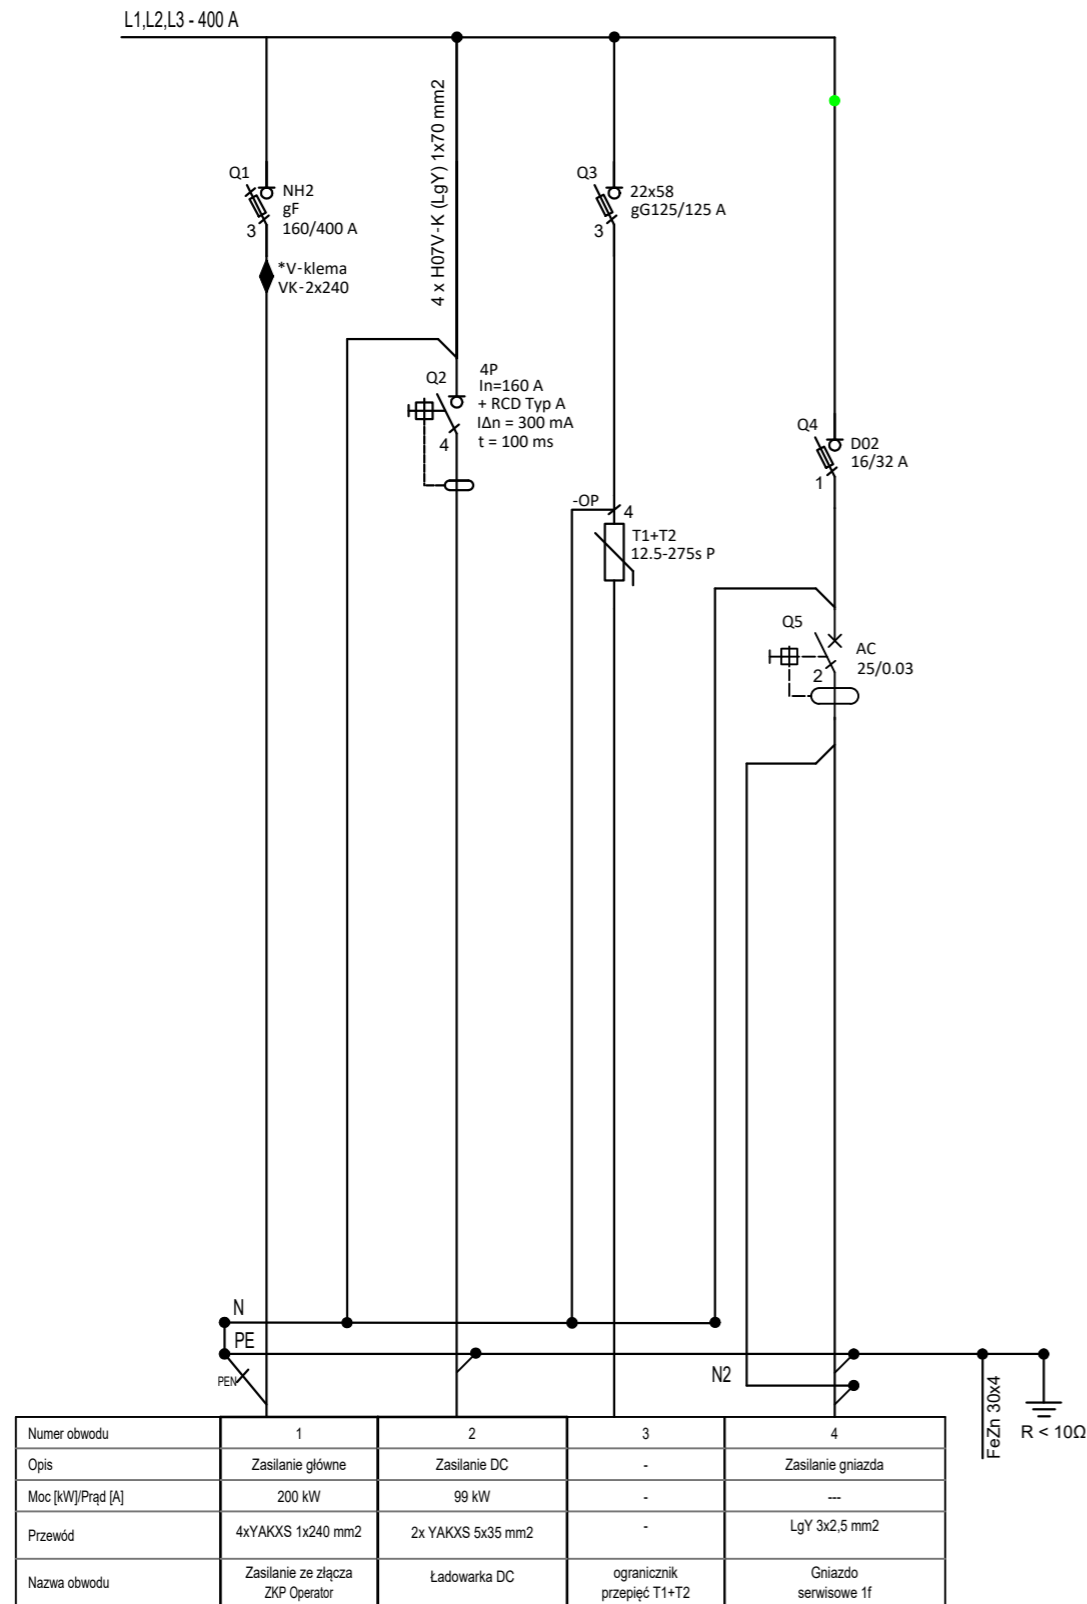 L1,L2,L3 - 400 A
4 x H07V-K (LgY) 1x70 mm2
Q1
NH2
gF
160/400 A
3
*V-klema
VK-2x240
Q2
4P
In=160 A
+ RCD Typ A
IΔn = 300 mA
t = 100 ms
4
Q3
22x58
gG125/125 A
3
-OP
4
T1+T2
12.5-275s P
Q4
D02
16/32 A
1
Q5
AC
25/0.03
2
N
PE
PEN
N2
FeZn 30x4
R < 10Ω
Numer obwodu 1 2 3 4
Opis Zasilanie główne Zasilanie DC - Zasilanie gniazda
Moc [kW]/Prąd [A] 200 kW 99 kW - ---
Przewód 4xYAKXS 1x240 mm2 2x YAKXS 5x35 mm2 - LgY 3x2,5 mm2
Nazwa obwodu Zasilanie ze złącza ZKP Operator Ładowarka DC ogranicznik przepięć T1+T2 Gniazdo serwisowe 1f